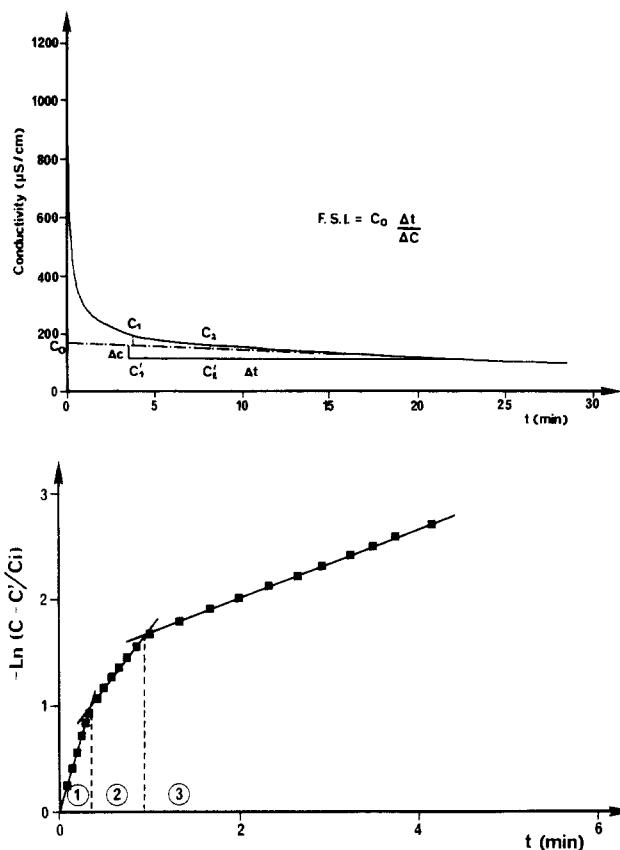 1200
1000
800
600
400
200
0
Conductivity (µS/cm)
F.S.I. = C₀ Δt
ΔC
C₁
C₂
C₀
Δc
C'₁
C'₂
Δt
0
5
10
15
20
25
30
t (min)
3
2
1
0
-Ln (C - C'/Ci)
1
2
3
0
2
4
6
t (min)